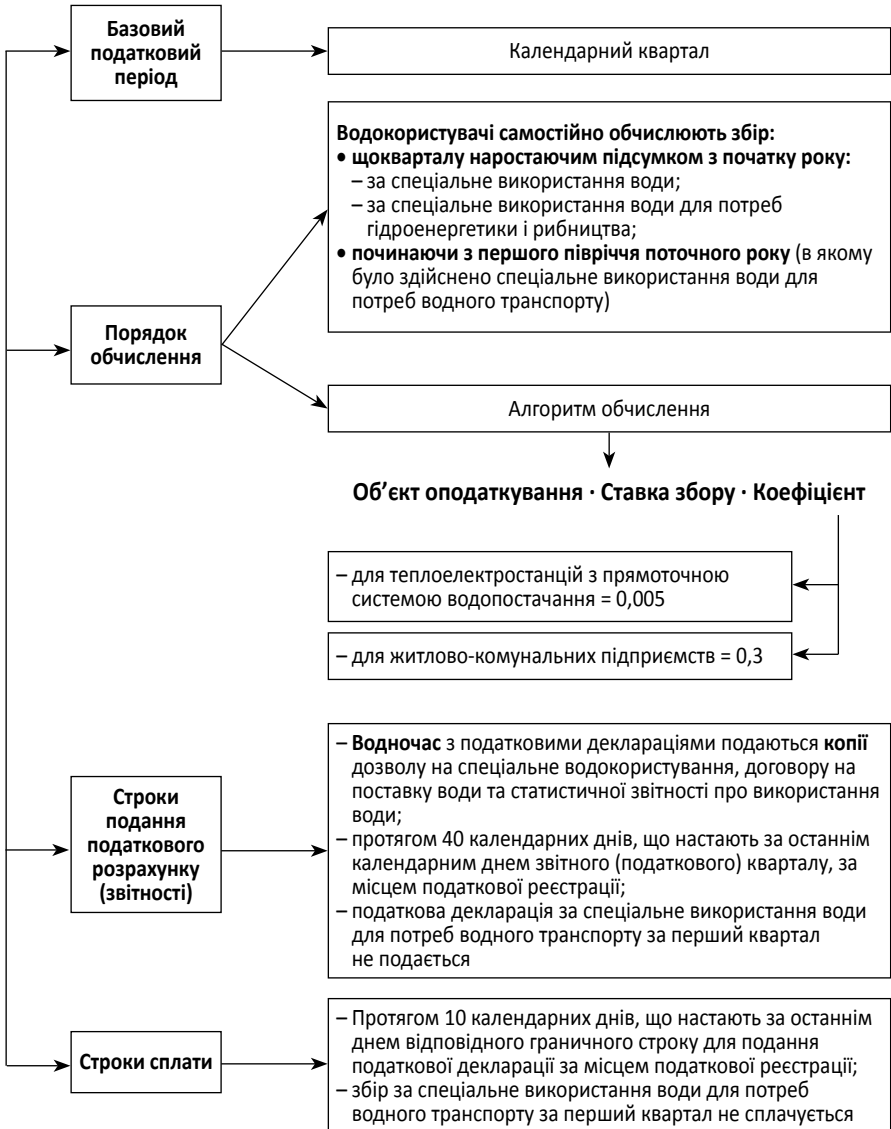 Базовий
податковий
період
Календарний квартал
Водокористувачі самостійно обчислюють збір:
• щокварталу наростаючим підсумком з початку року:
– за спеціальне використання води;
– за спеціальне використання води для потреб
гідроенергетики і рибництва;
• починаючи з першого півріччя поточного року (в якому
було здійснено спеціальне використання води для
потреб водного транспорту)
Порядок
обчислення
Алгоритм обчислення
Об’єкт оподаткування · Ставка збору · Коефіцієнт
– для теплоелектростанцій з прямоточною
системою водопостачання = 0,005
– для житлово-комунальних підприємств = 0,3
Строки
подання
податкового
розрахунку
(звітності)
– Водночас з податковими деклараціями подаються копії
дозволу на спеціальне водокористування, договору на
поставку води та статистичної звітності про використання
води;
– протягом 40 календарних днів, що настають за останнім
календарним днем звітного (податкового) кварталу, за
місцем податкової реєстрації;
– податкова декларація за спеціальне використання води
для потреб водного транспорту за перший квартал
не подається
Строки сплати
– Протягом 10 календарних днів, що настають за останнім
днем відповідного граничного строку для подання
податкової декларації за місцем податкової реєстрації;
– збір за спеціальне використання води для потреб
водного транспорту за перший квартал не сплачується